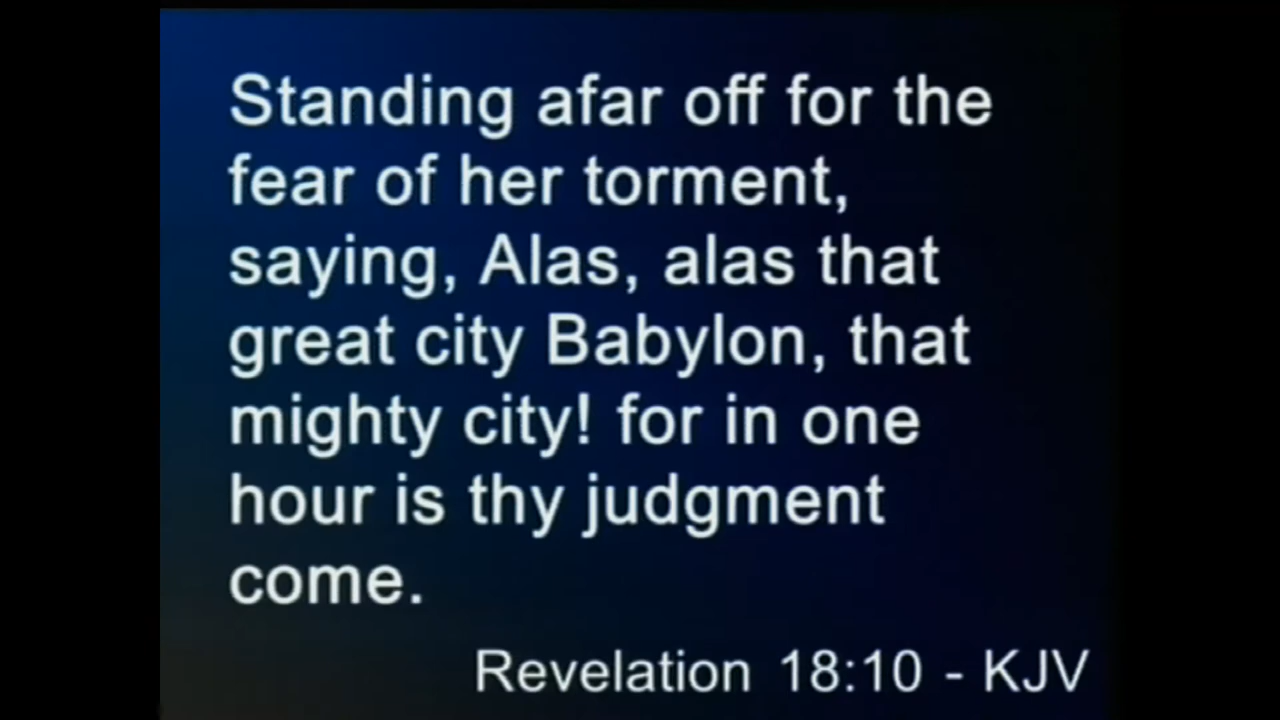 Standing afar off for the
fear of her torment,
saying, Alas, alas that
great city Babylon, that
mighty city! for in one
hour is thy judgment
come.
Revelation 18:10 - KJV